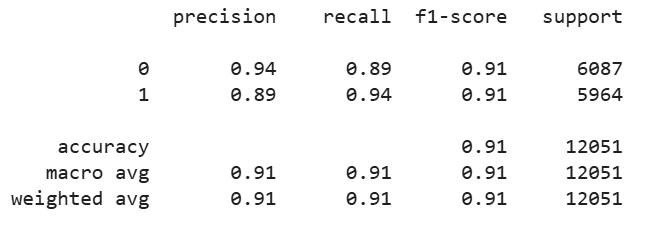 precision recall f1-score support
0 0.94 0.89 0.91 6087
1 0.89 0.94 0.91 5964
accuracy 0.91 12051
macro avg 0.91 0.91 0.91 12051
weighted avg 0.91 0.91 0.91 12051